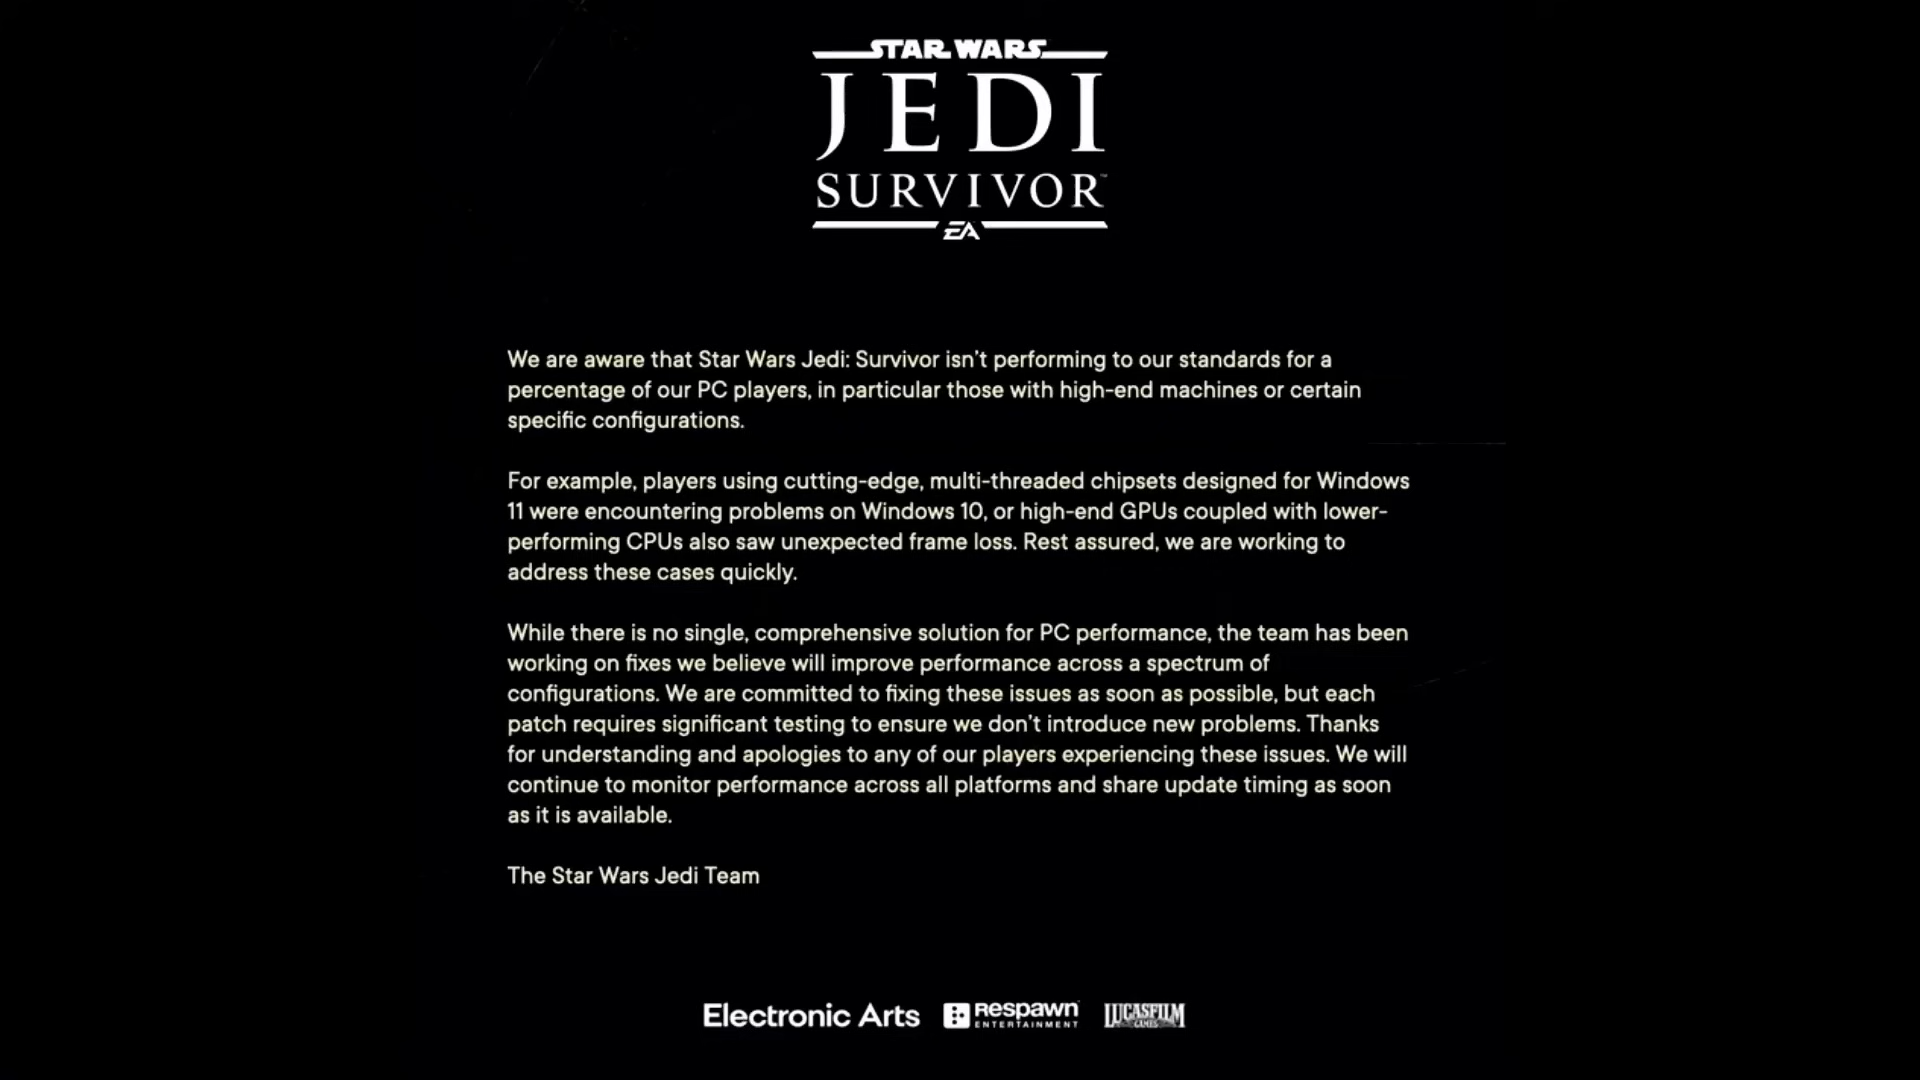 STAR WARS
JEDI
SURVIVOR™
EA
We are aware that Star Wars Jedi: Survivor isn't performing to our standards for a
percentage of our PC players, in particular those with high-end machines or certain
specific configurations.
For example, players using cutting-edge, multi-threaded chipsets designed for Windows
11 were encountering problems on Windows 10, or high-end GPUs coupled with lower-
performing CPUs also saw unexpected frame loss. Rest assured, we are working to
address these cases quickly.
While there is no single, comprehensive solution for PC performance, the team has been
working on fixes we believe will improve performance across a spectrum of
configurations. We are committed to fixing these issues as soon as possible, but each
patch requires significant testing to ensure we don't introduce new problems. Thanks
for understanding and apologies to any of our players experiencing these issues. We will
continue to monitor performance across all platforms and share update timing as soon
as it is available.
The Star Wars Jedi Team
Electronic Arts
Respawn
ENTERTAINMENT
LUCASFILM
GAMES